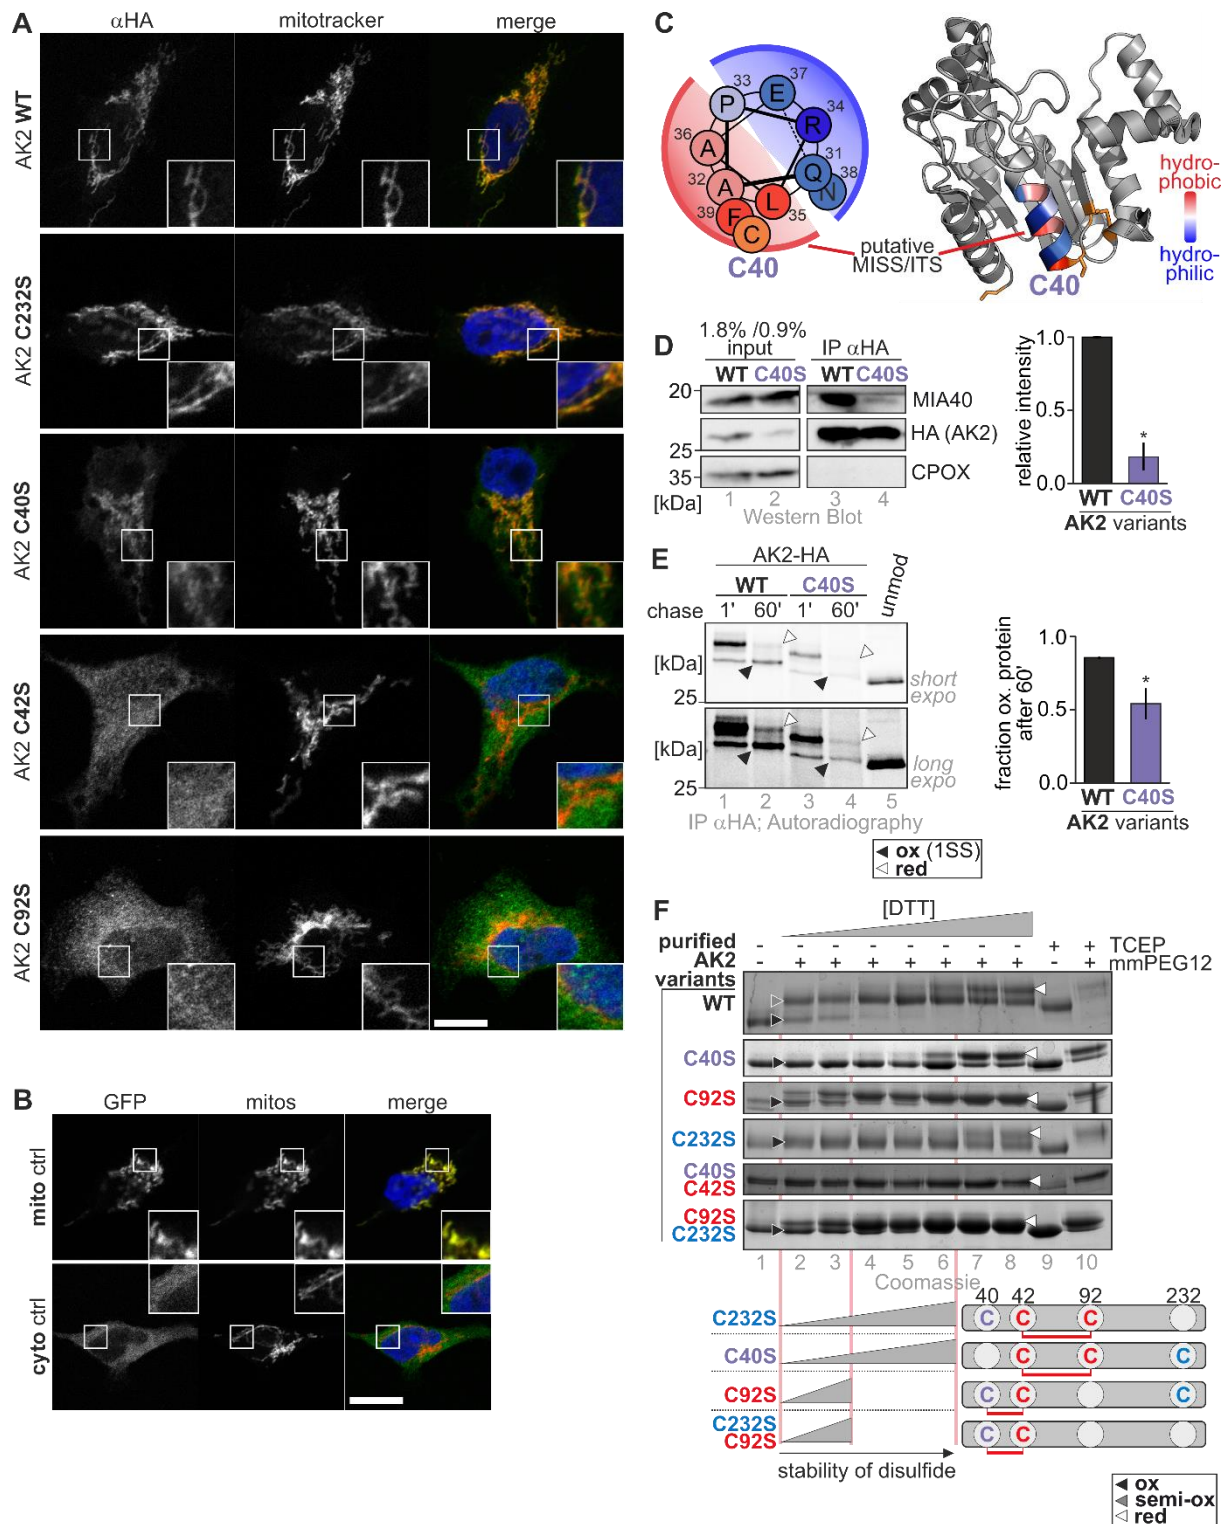 A
αHA
mitotracker
merge
AK2 WT
AK2 C232S
AK2 C40S
AK2 C42S
AK2 C92S
B
GFP
mitos
merge
mito ctrl
cyto ctrl
C
33
37
P
E
34
R
36
A
31
Q
32
A
38
N
39
F
L
35
C
C40
putative
MISS/ITS
C40
hydro-
phobic
hydro-
philic
D
1.8% /0.9%
input
IP αHA
WT C40S
WT C40S
20
MIA40
25
HA (AK2)
35
CPOX
[kDa]
1 2 3 4
Western Blot
relative intensity
1.0
0.5
0.0
*
WT C40S
AK2 variants
E
AK2-HA
WT C40S
unmod
chase 1' 60' 1' 60'
[kDa]
25
short
expo
[kDa]
25
long
expo
1 2 3 4 5
IP αHA; Autoradiography
ox (1SS)
red
fraction ox. protein
after 60'
1.0
0.5
0.0
*
WT C40S
AK2 variants
F
[DTT]
purified
AK2
variants
- - - - - - - - + + TCEP
- + + + + + + + - + mmPEG12
WT
C40S
C92S
C232S
C40S
C42S
C92S
C232S
1 2 3 4 5 6 7 8 9 10
Coomassie
40 42 92 232
C232S
C C C
C40S
C C C
C92S
C C C
C232S
C92S
C C
stability of disulfide
ox
semi-ox
red